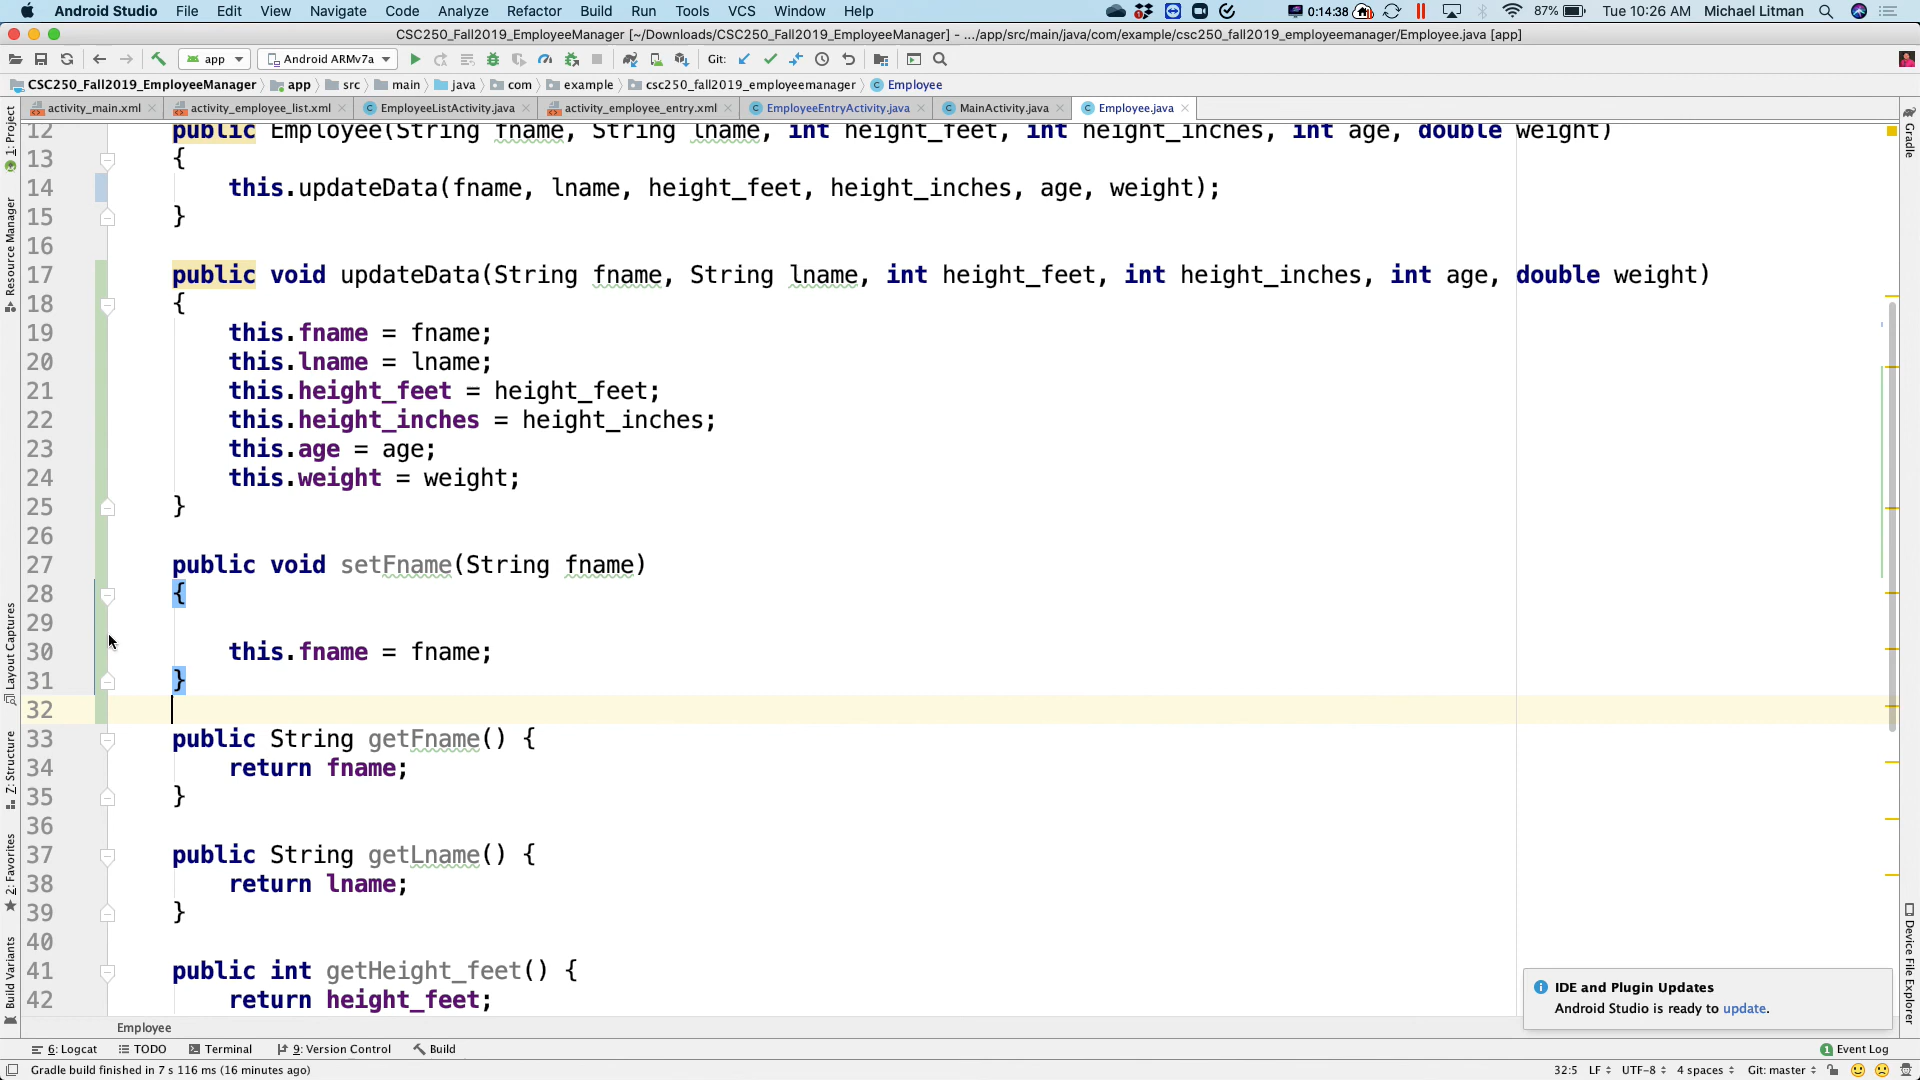 Android Studio File Edit View Navigate Code Analyze Refactor Build Run Tools VCS Window Help 0:14:38 87% Tue 10:26 AM Michael Litman
CSC250_Fall2019_EmployeeManager [~/Downloads/CSC250_Fall2019_EmployeeManager] - .../app/src/main/java/com/example/csc250_fall2019_employeemanager/Employee.java [app]
app Android ARMv7a Git:
CSC250_Fall2019_EmployeeManager app src main java com example csc250_fall2019_employeemanager Employee
activity_main.xml activity_employee_list.xml EmployeeListActivity.java activity_employee_entry.xml EmployeeEntryActivity.java MainActivity.java Employee.java
1: Project
Resource Manager
Layout Captures
7: Structure
2: Favorites
Build Variants
Gradle
Device File Explorer
12 public Employee(String fname, String lname, int height_feet, int height_inches, int age, double weight)
13 {
14 this.updateData(fname, lname, height_feet, height_inches, age, weight);
15 }
16
17 public void updateData(String fname, String lname, int height_feet, int height_inches, int age, double weight)
18 {
19 this.fname = fname;
20 this.lname = lname;
21 this.height_feet = height_feet;
22 this.height_inches = height_inches;
23 this.age = age;
24 this.weight = weight;
25 }
26
27 public void setFname(String fname)
28 {
29
30 this.fname = fname;
31 }
32
33 public String getFname() {
34 return fname;
35 }
36
37 public String getLname() {
38 return lname;
39 }
40
41 public int getHeight_feet() {
42 return height_feet;
IDE and Plugin Updates
Android Studio is ready to update.
Employee
6: Logcat TODO Terminal 9: Version Control Build 1 Event Log
Gradle build finished in 7 s 116 ms (16 minutes ago) 32:5 LF UTF-8 4 spaces Git: master